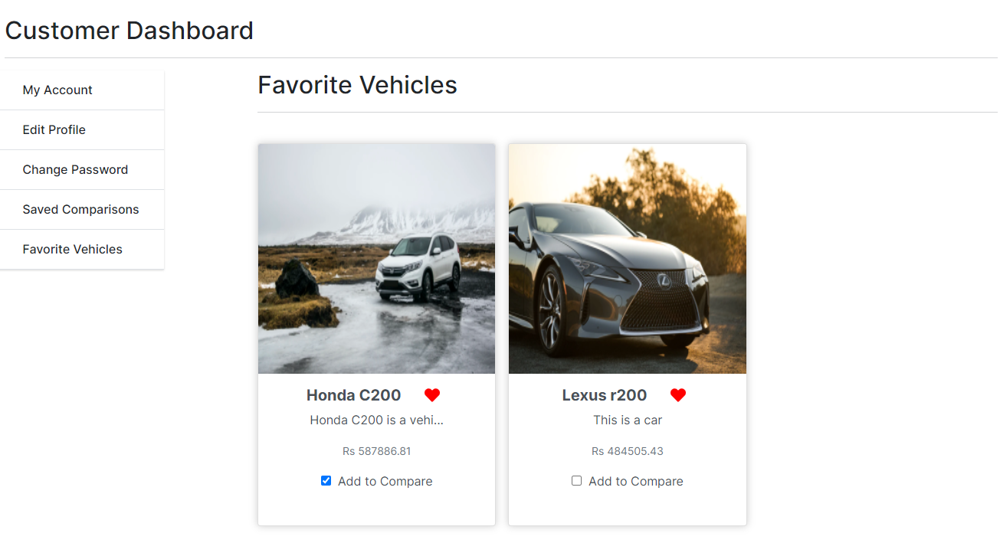 Customer Dashboard
My Account
Edit Profile
Change Password
Saved Comparisons
Favorite Vehicles
Favorite Vehicles
Honda C200
Honda C200 is a vehi...
Rs 587886.81
Add to Compare
Lexus r200
This is a car
Rs 484505.43
Add to Compare